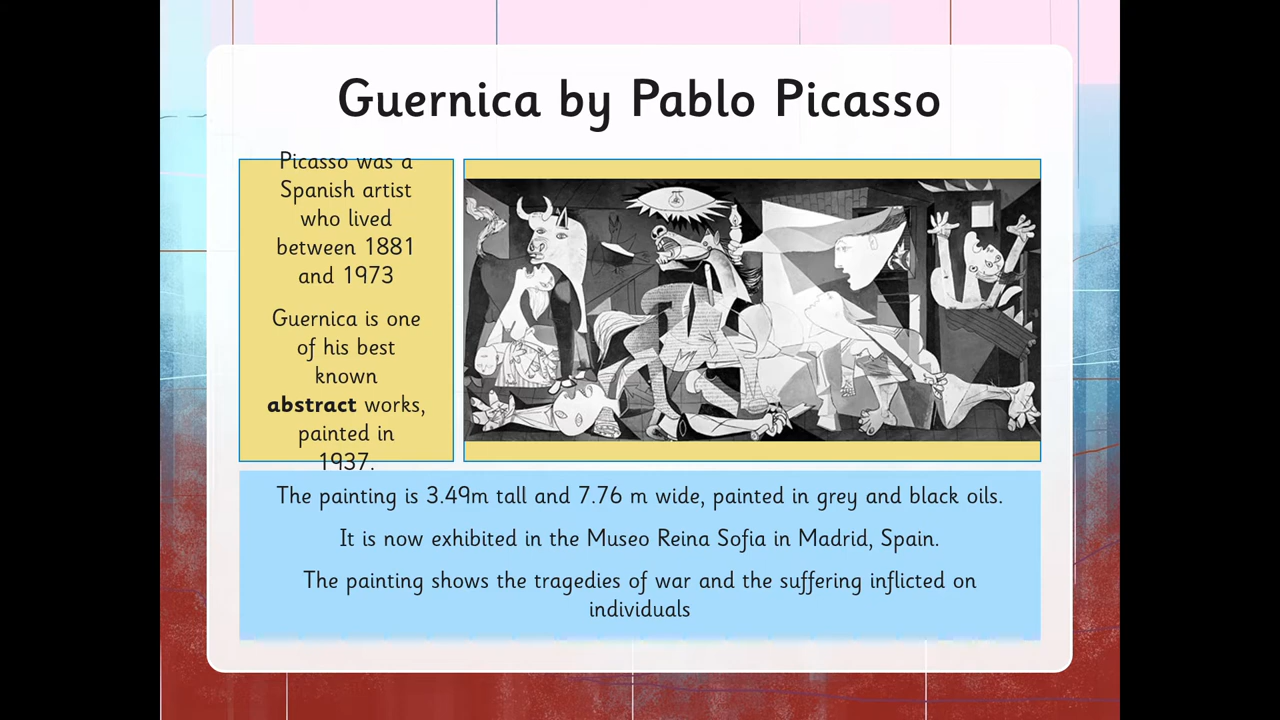 Guernica by Pablo Picasso
Picasso was a
Spanish artist
who lived
between 1881
and 1973
Guernica is one
of his best
known
abstract works,
painted in
1937.
The painting is 3.49m tall and 7.76 m wide, painted in grey and black oils.
It is now exhibited in the Museo Reina Sofia in Madrid, Spain.
The painting shows the tragedies of war and the suffering inflicted on
individuals